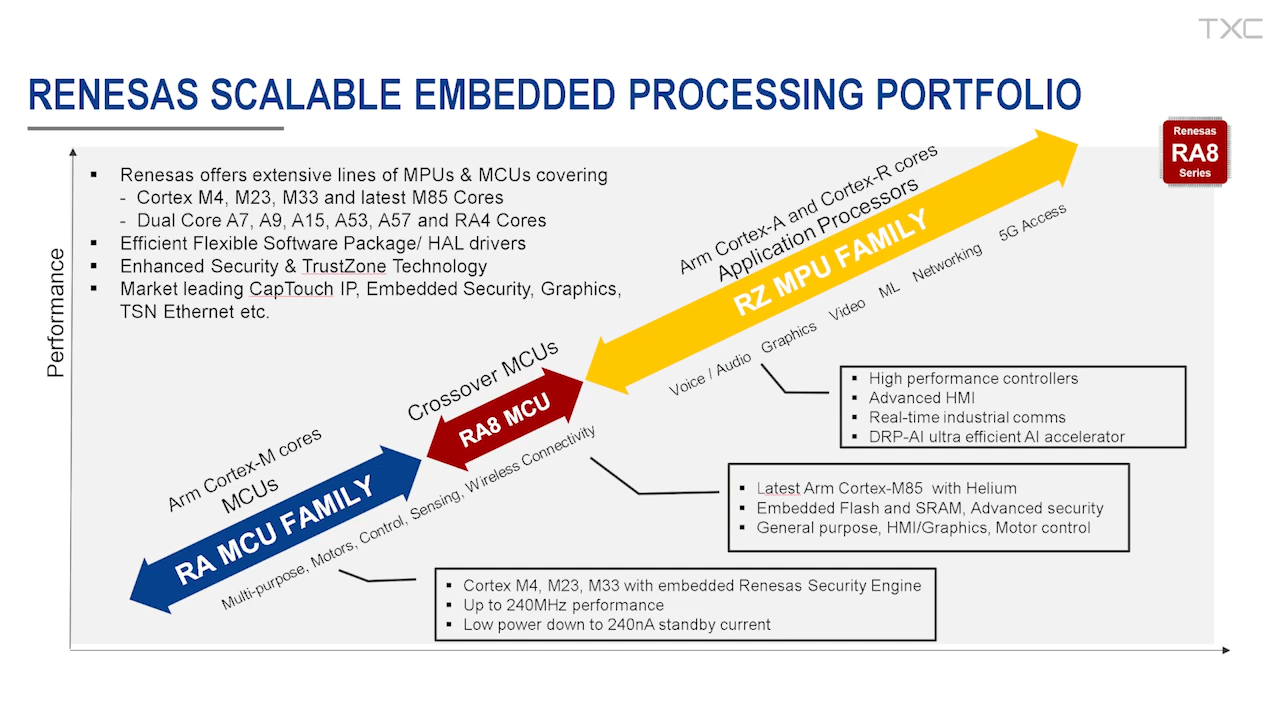 TXC
RENESAS SCALABLE EMBEDDED PROCESSING PORTFOLIO
Renesas
RA8
Series
▪ Renesas offers extensive lines of MPUs & MCUs covering
- Cortex M4, M23, M33 and latest M85 Cores
- Dual Core A7, A9, A15, A53, A57 and RA4 Cores
▪ Efficient Flexible Software Package/ HAL drivers
▪ Enhanced Security & TrustZone Technology
▪ Market leading CapTouch IP, Embedded Security, Graphics,
TSN Ethernet etc.
Performance
Arm Cortex-A and Cortex-R cores
Application Processors
RZ MPU FAMILY
Voice / Audio Graphics Video ML Networking 5G Access
▪ High performance controllers
▪ Advanced HMI
▪ Real-time industrial comms
▪ DRP-AI ultra efficient AI accelerator
Crossover MCUs
RA8 MCU
▪ Latest Arm Cortex-M85 with Helium
▪ Embedded Flash and SRAM, Advanced security
▪ General purpose, HMI/Graphics, Motor control
Arm Cortex-M cores
MCUs
RA MCU FAMILY
Multi-purpose, Motors, Control, Sensing, Wireless Connectivity
▪ Cortex M4, M23, M33 with embedded Renesas Security Engine
▪ Up to 240MHz performance
▪ Low power down to 240nA standby current